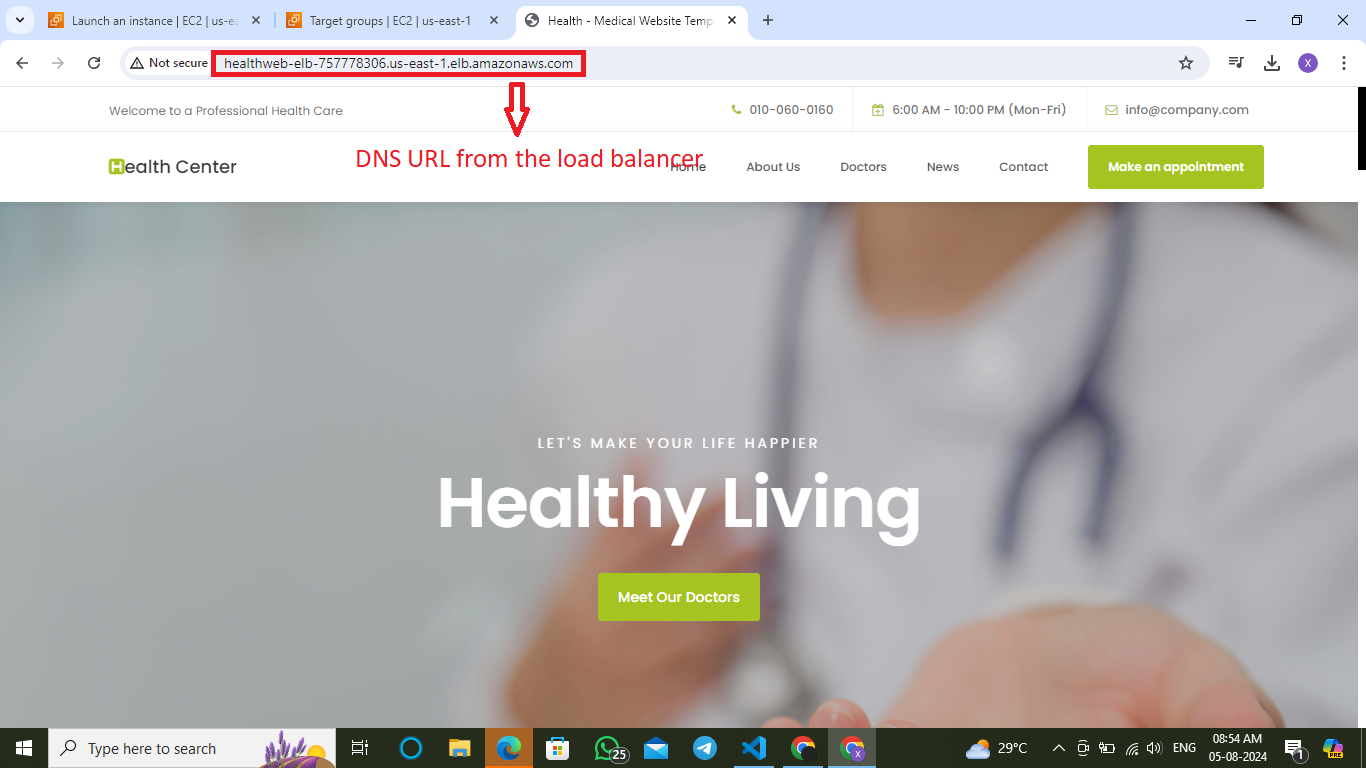 Launch an instance | EC2 | us-ea
Target groups | EC2 | us-east-1
Health - Medical Website Temp
Not secure
healthweb-elb-757778306.us-east-1.elb.amazonaws.com
X
Welcome to a Professional Health Care
010-060-0160
6:00 AM - 10:00 PM (Mon-Fri)
info@company.com
DNS URL from the load balancer
Health Center
Home
About Us
Doctors
News
Contact
Make an appointment
LET'S MAKE YOUR LIFE HAPPIER
Healthy Living
Meet Our Doctors
Type here to search
25
X
29°C
ENG
08:54 AM
05-08-2024
1
PRE